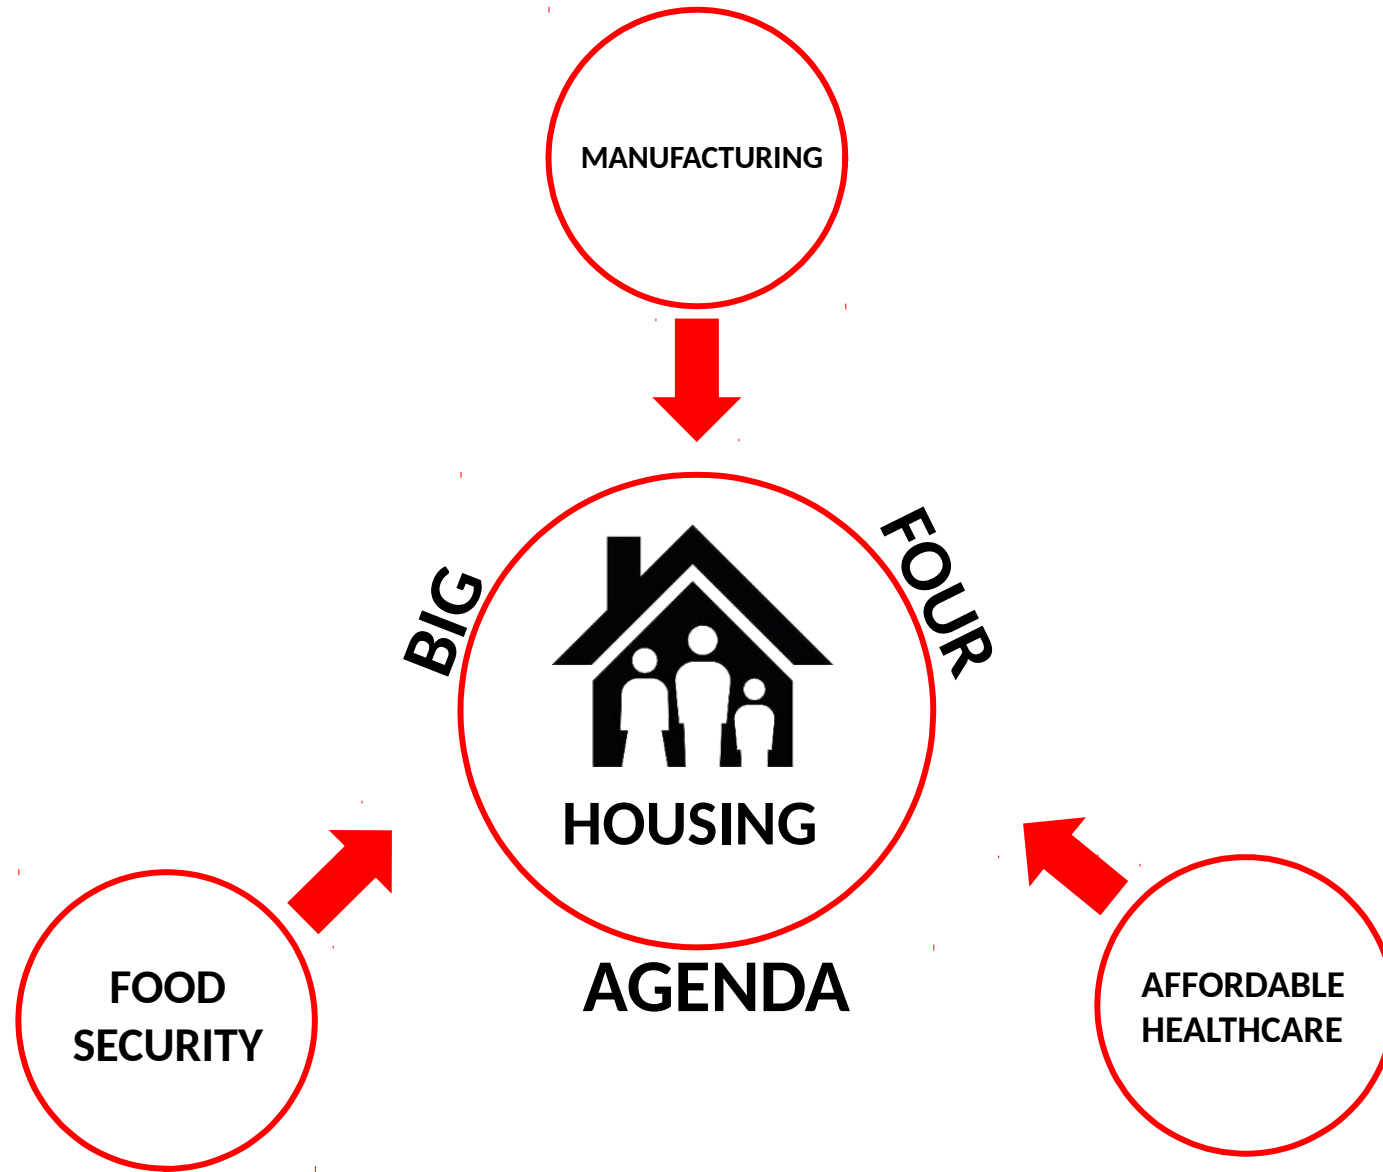 MANUFACTURING
BIG
FOUR
HOUSING
AGENDA
FOOD
SECURITY
AFFORDABLE
HEALTHCARE